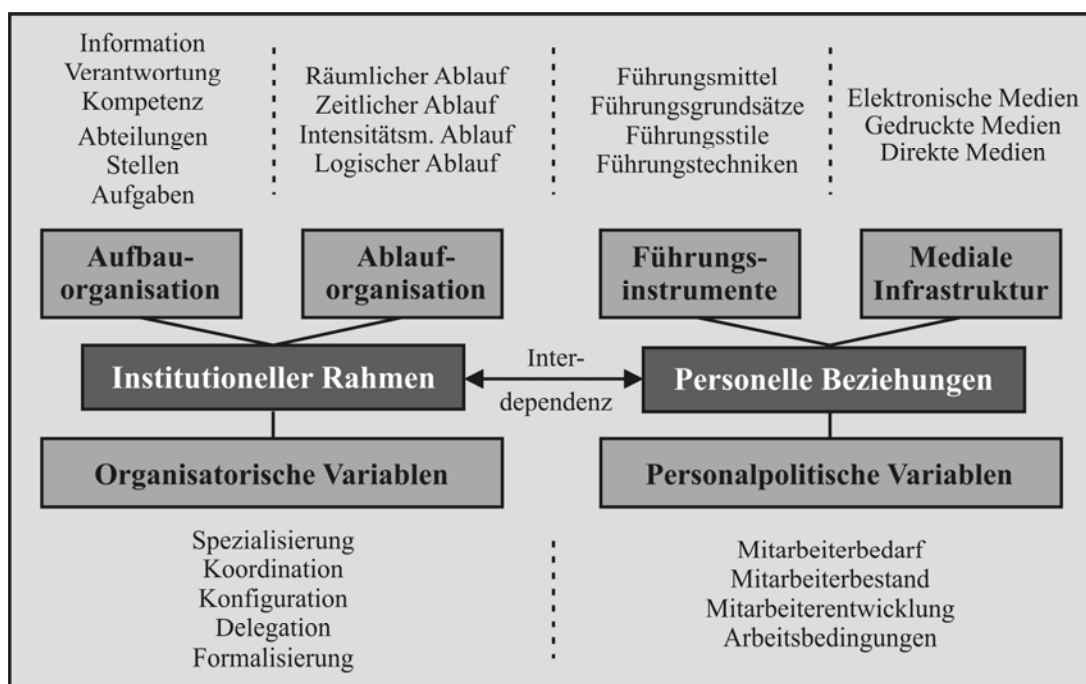 Information
Verantwortung
Kompetenz
Abteilungen
Stellen
Aufgaben
Räumlicher Ablauf
Zeitlicher Ablauf
Intensitätsm. Ablauf
Logischer Ablauf
Führungsmittel
Führungsgrundsätze
Führungsstile
Führungstechniken
Elektronische Medien
Gedruckte Medien
Direkte Medien
Aufbau-
organisation
Ablauf-
organisation
Führungs-
instrumente
Mediale
Infrastruktur
Institutioneller Rahmen
Inter-
dependenz
Personelle Beziehungen
Organisatorische Variablen
Personalpolitische Variablen
Spezialisierung
Koordination
Konfiguration
Delegation
Formalisierung
Mitarbeiterbedarf
Mitarbeiterbestand
Mitarbeiterentwicklung
Arbeitsbedingungen